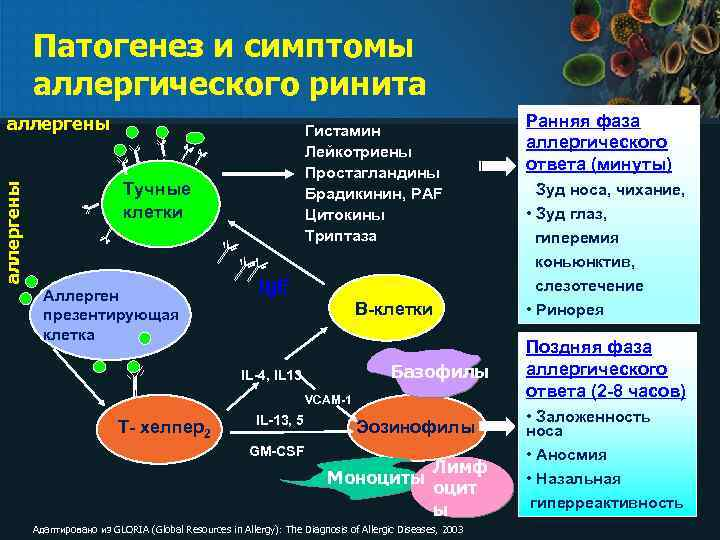 Патогенез и симптомы
аллергического ринита
аллергены
аллергены
Тучные
клетки
Гистамин
Лейкотриены
Простагландины
Брадикинин, PAF
Цитокины
Триптаза
IgE
Аллерген
презентирующая
клетка
В-клетки
IL-4, IL13
Базофилы
VCAM-1
Т- хелпер2
IL-13, 5
Эозинофилы
GM-CSF
Моноциты
Лимф
оцит
ы
Ранняя фаза
аллергического
ответа (минуты)
Зуд носа, чихание,
• Зуд глаз,
гиперемия
коньюнктив,
слезотечение
• Ринорея
Поздняя фаза
аллергического
ответа (2-8 часов)
• Заложенность
носа
• Аносмия
• Назальная
гиперреактивность
Адаптировано из GLORIA (Global Resources in Allergy): The Diagnosis of Allergic Diseases, 2003